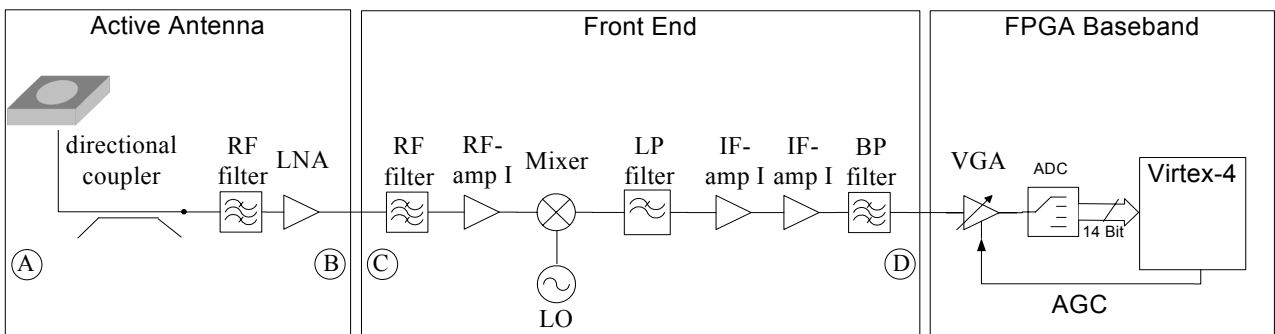 Active Antenna
Front End
FPGA Baseband
directional
coupler
RF
filter
LNA
RF
filter
RF-
amp I
Mixer
LP
filter
IF-
amp I
IF-
amp I
BP
filter
VGA
ADC
Virtex-4
14 Bit
A
B
C
D
LO
AGC